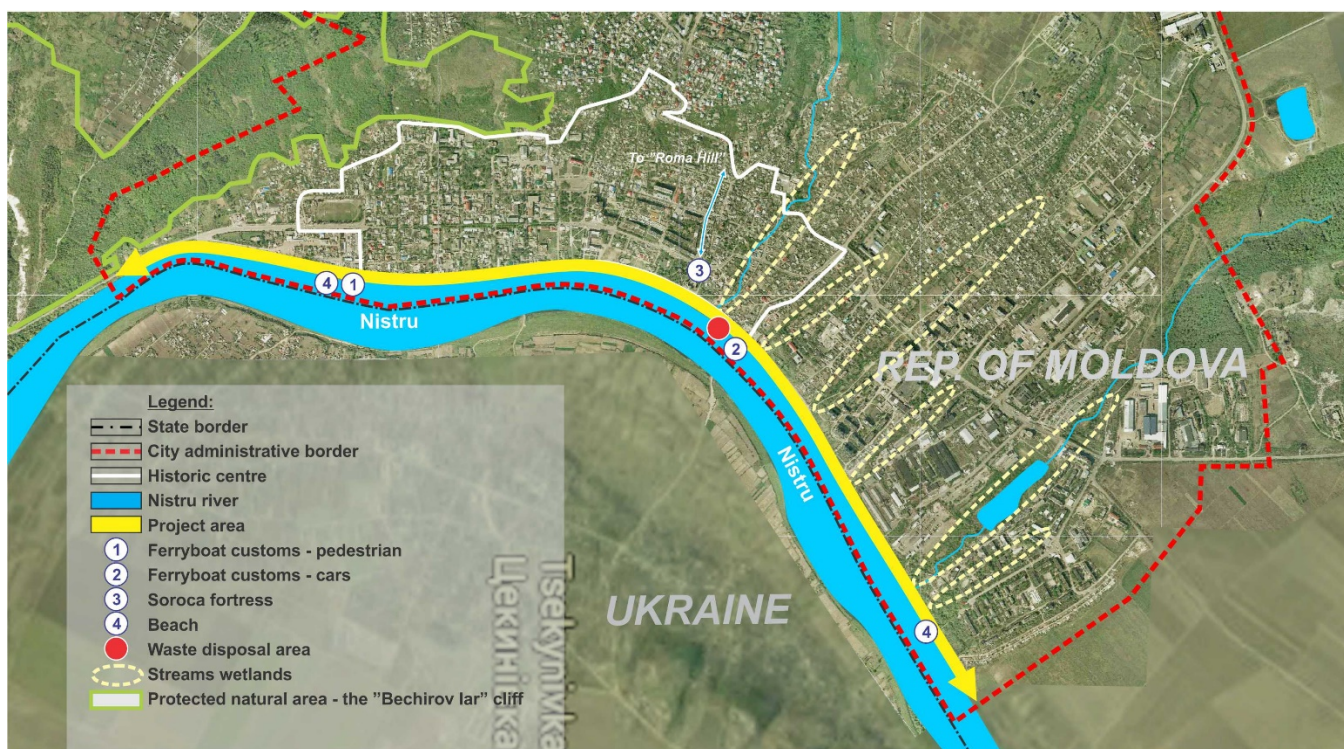 To "Roma Hill"
3
4
1
Nistru
2
REP. OF MOLDOVA
Nistru
UKRAINE
4
Tsekynivka
Цекинівка
Legend:
State border
City administrative border
Historic centre
Nistru river
Project area
1 Ferryboat customs - pedestrian
2 Ferryboat customs - cars
3 Soroca fortress
4 Beach
Waste disposal area
Streams wetlands
Protected natural area - the "Bechirov Iar" cliff